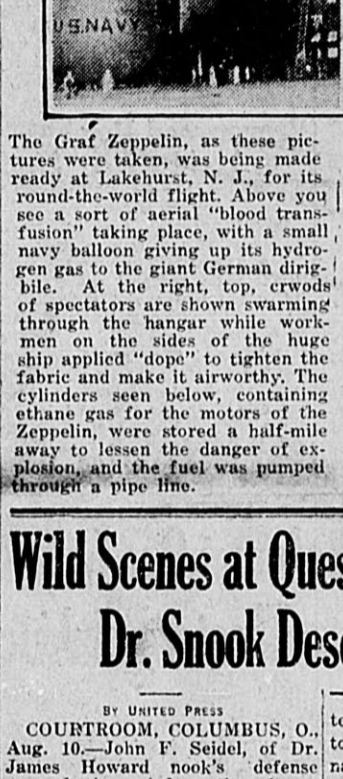 U.S.NAVY
The Graf Zeppelin, as these pic-
tures were taken, was being made
ready at Lakehurst, N. J., for its
round-the-world flight. Above you
see a sort of aerial "blood trans-
fusion" taking place, with a small
navy balloon giving up its hydro-
gen gas to the giant German dirig-
bile. At the right, top, crwods
of spectators are shown swarming
through the hangar while work-
men on the sides of the huge
ship applied "dope" to tighten the
fabric and make it airworthy. The
cylinders seen below, containing
ethane gas for the motors of the
Zeppelin, were stored a half-mile
away to lessen the danger of ex-
plosion, and the fuel was pumped
through a pipe line.
Wild Scenes at Ques
Dr. Snook Des
BY UNITED PRESS
COURTROOM, COLUMBUS, O.,
Aug. 10.—John F. Seidel, of Dr.
James Howard nook's defense